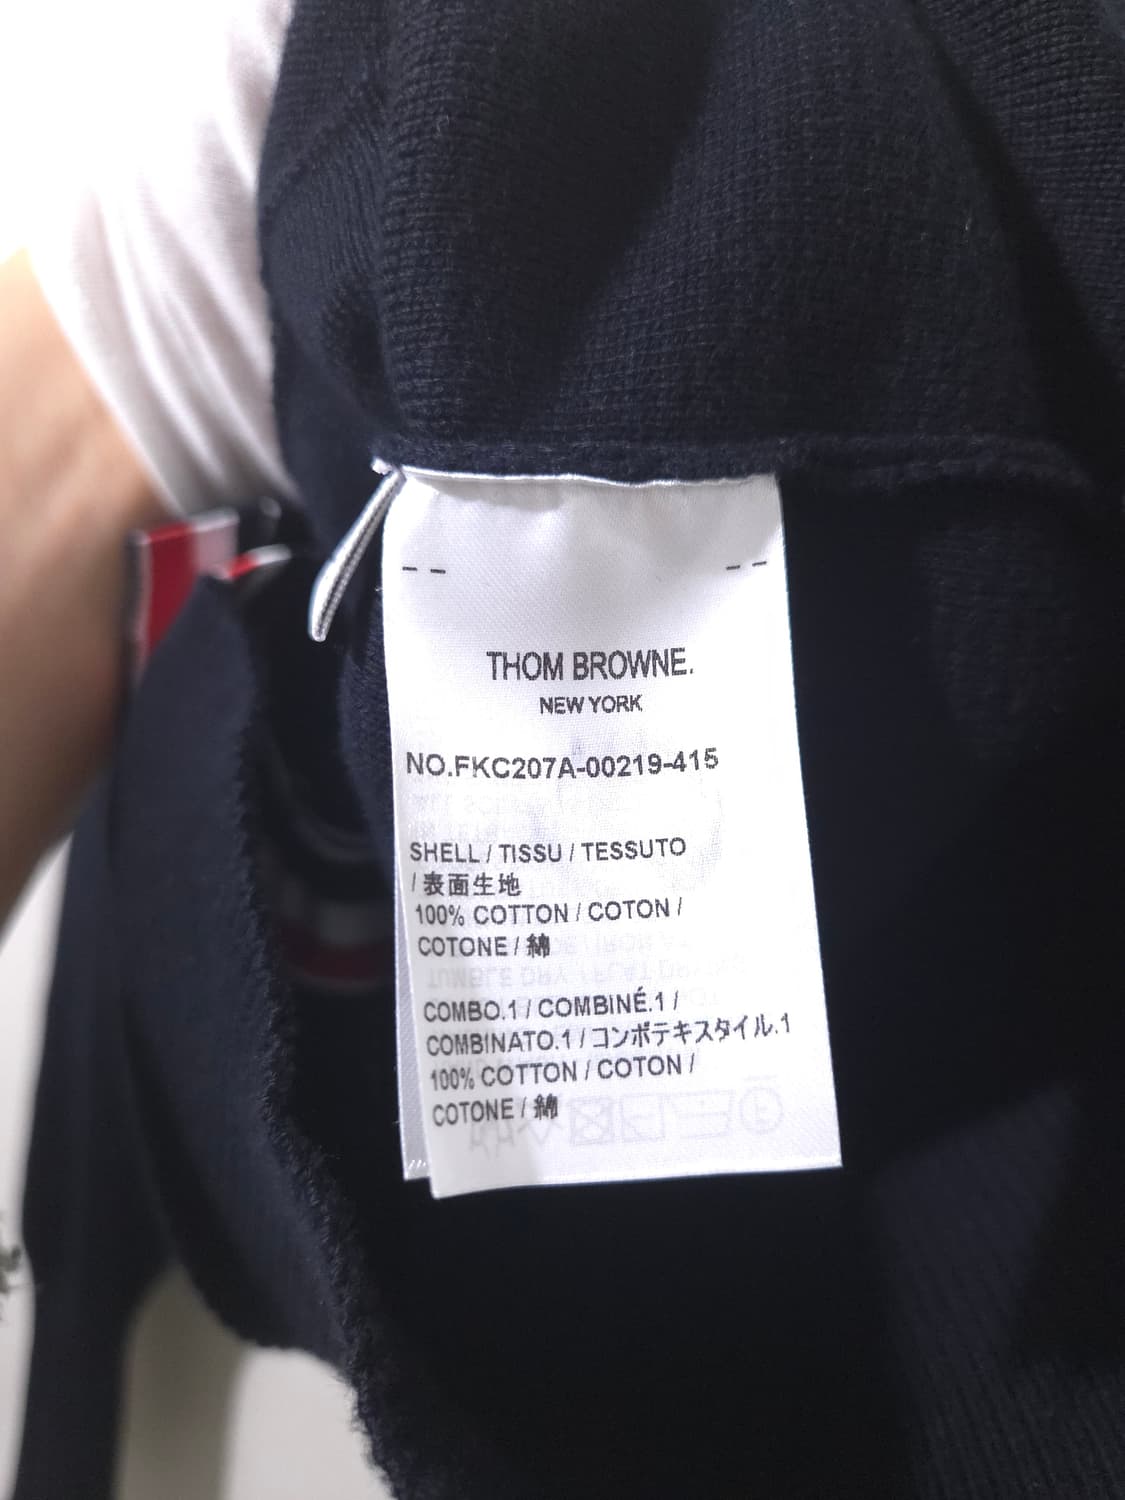 THOM BROWNE.
NEW YORK
NO.FKC207A-00219-415
SHELL / TISSU / TESSUTO
/ 表面生地
100% COTTON / COTON /
COTONE / 綿
COMBO.1 / COMBINÉ.1 /
COMBINATO.1 / コンポテキスタイル.1
100% COTTON / COTON /
COTONE / 綿